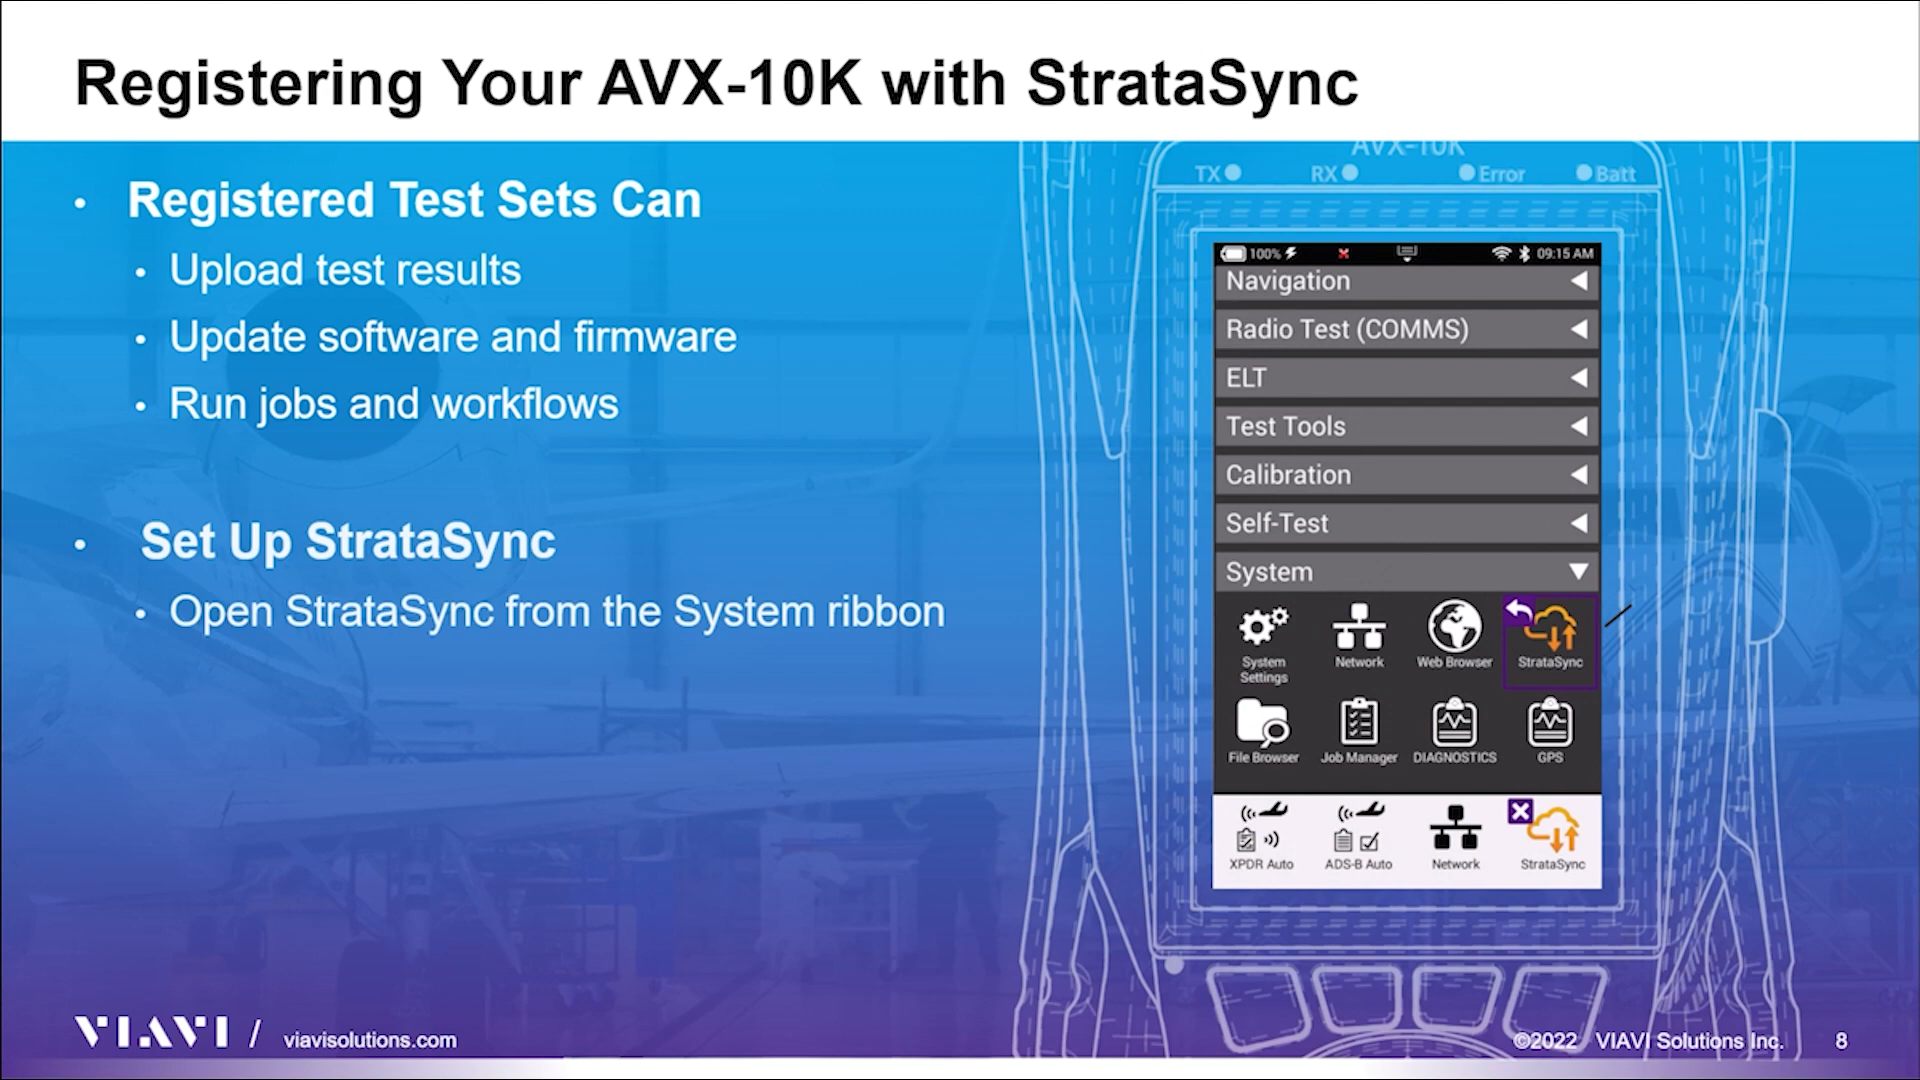 Registering Your AVX-10K with StrataSync
• Registered Test Sets Can
• Upload test results
• Update software and firmware
• Run jobs and workflows
• Set Up StrataSync
• Open StrataSync from the System ribbon
AVX-10K
TX RX Error Batt
100% 09:15 AM
Navigation
Radio Test (COMMS)
ELT
Test Tools
Calibration
Self-Test
System
System Settings
Network
Web Browser
StrataSync
File Browser
Job Manager
DIAGNOSTICS
GPS
XPDR Auto
ADS-B Auto
Network
StrataSync
VIAVI / viavisolutions.com
©2022 VIAVI Solutions Inc. 8